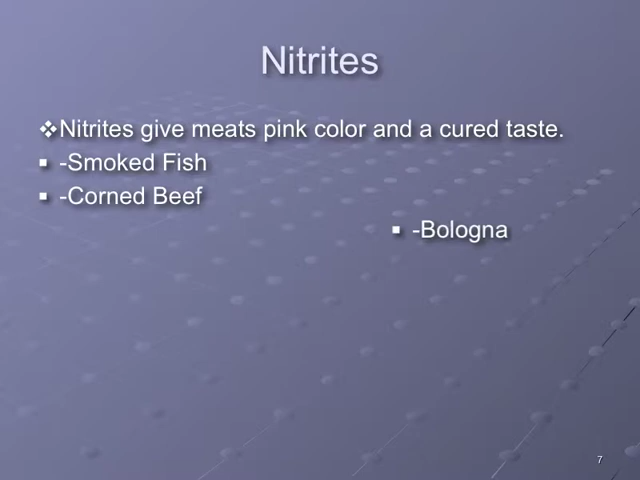 Nitrites
❖Nitrites give meats pink color and a cured taste.
▪ -Smoked Fish
▪ -Corned Beef
▪ -Bologna
7